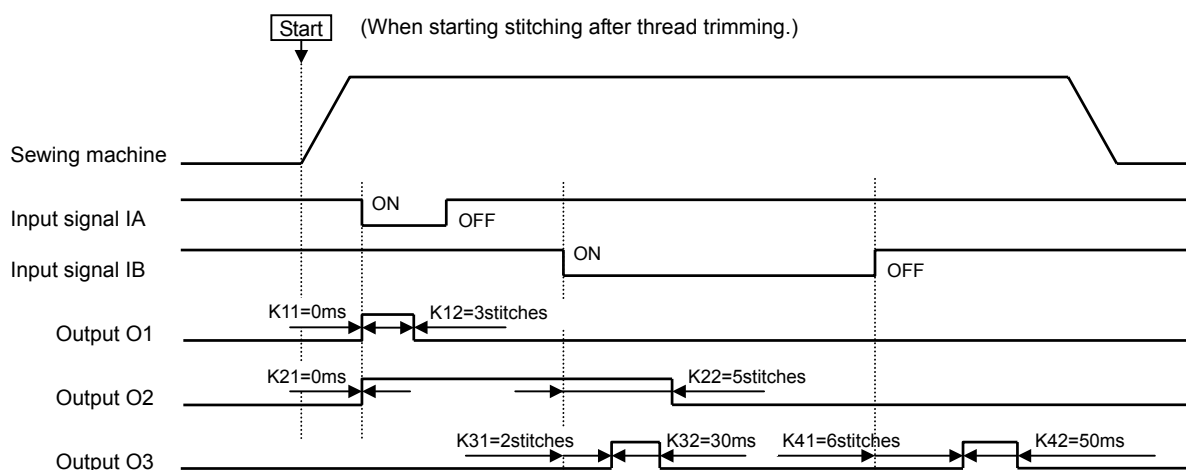 Start (When starting stitching after thread trimming.)
Sewing machine
ON
Input signal IA
OFF
ON
Input signal IB
OFF
K11=0ms K12=3stitches
Output O1
K21=0ms K22=5stitches
Output O2
K31=2stitches K32=30ms K41=6stitches K42=50ms
Output O3